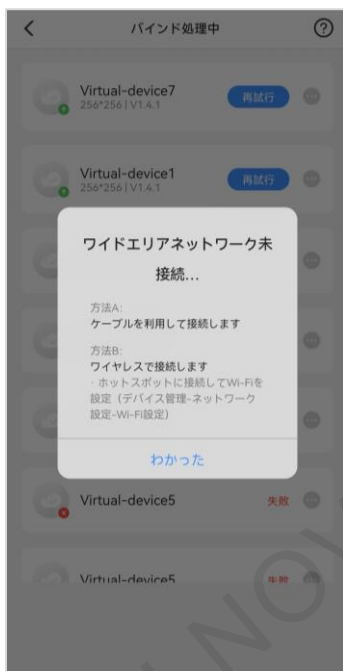 バインド処理中
Virtual-device7
256*256 | V1.4.1
再試行
Virtual-device1
256*256 | V1.4.1
再試行
ワイドエリアネットワーク未
接続...
方法A:
ケーブルを利用して接続します
方法B:
ワイヤレスで接続します
· ホットスポットに接続してWi-Fiを
設定（デバイス管理-ネットワーク
設定-Wi-Fi設定）
わかった
Virtual-device5
失敗
Virtual-device5
失敗